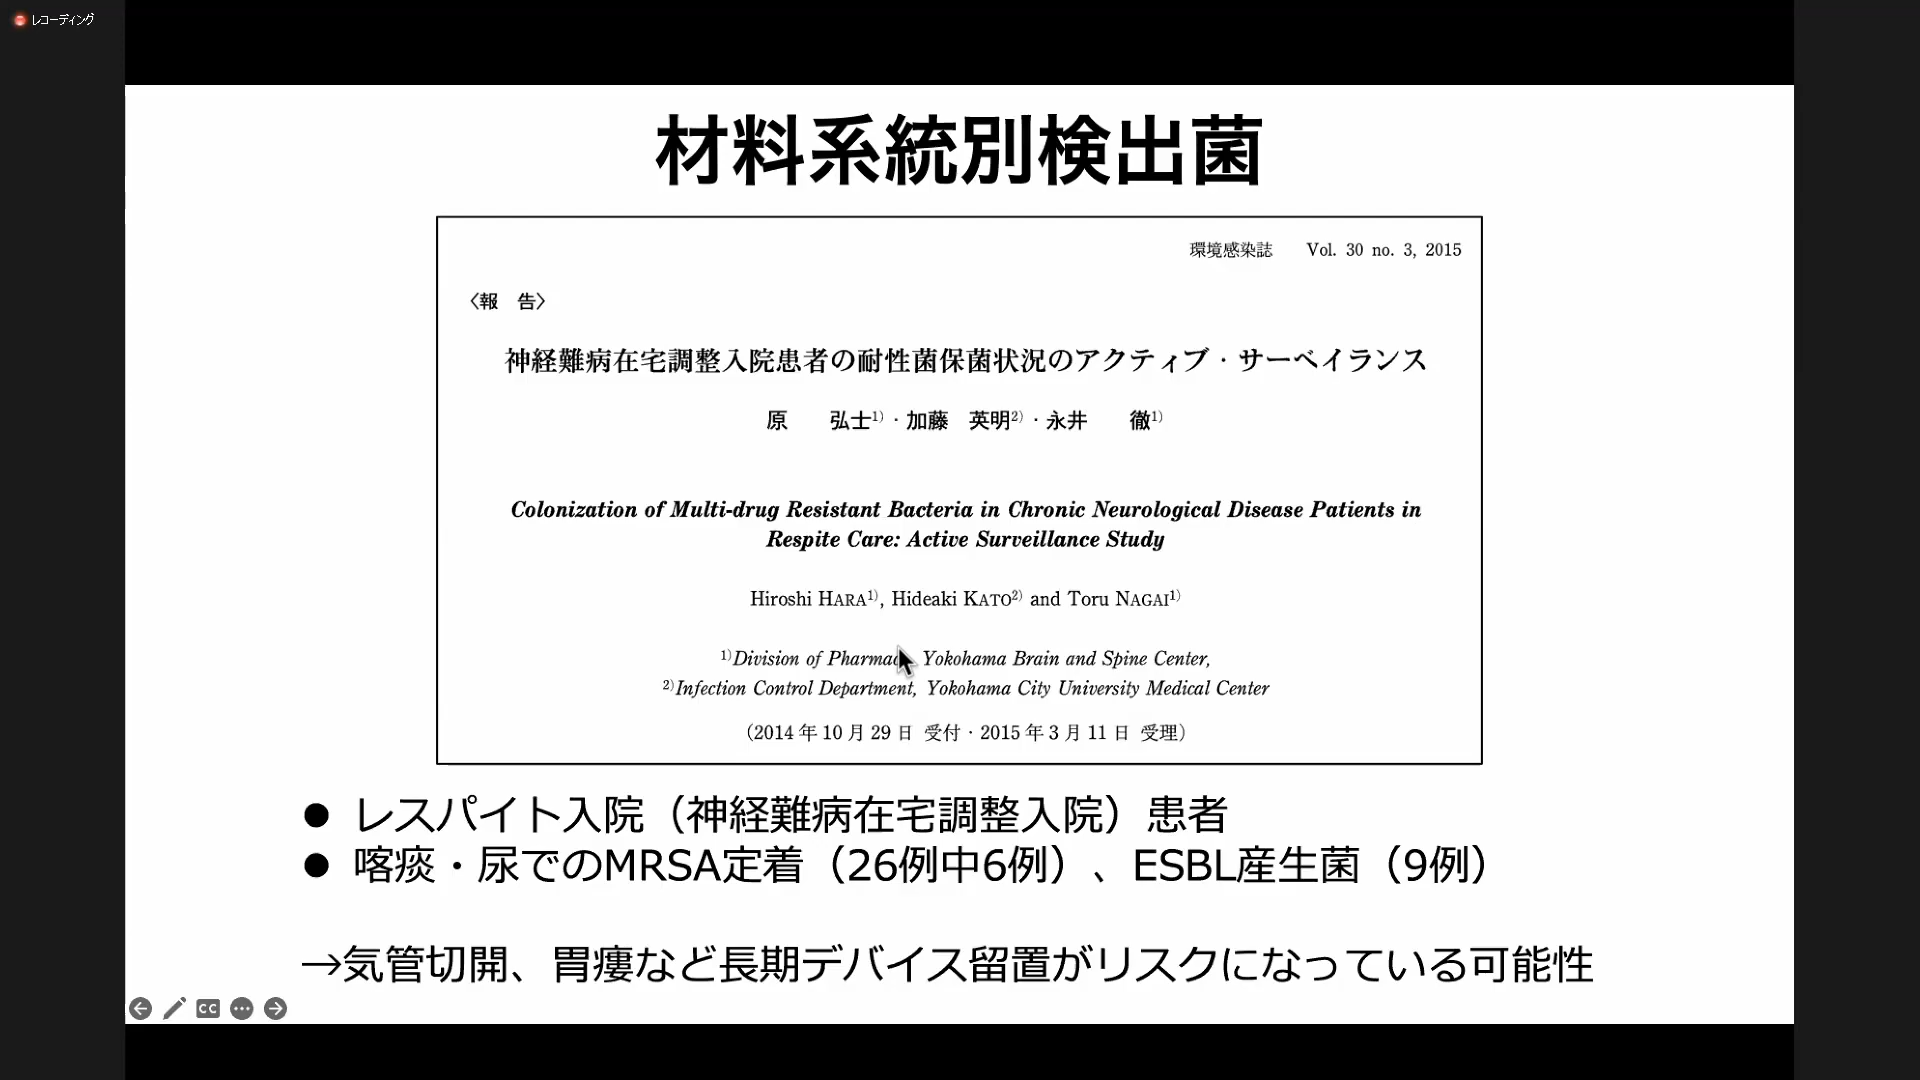 レコーディング
材料系統別検出菌
環境感染誌 Vol. 30 no. 3, 2015
〈報 告〉
神経難病在宅調整入院患者の耐性菌保菌状況のアクティブ・サーベイランス
原 弘士1)・加藤 英明2)・永井 徹1)
Colonization of Multi-drug Resistant Bacteria in Chronic Neurological Disease Patients in
Respite Care: Active Surveillance Study
Hiroshi HARA1), Hideaki KATO2) and Toru NAGAI1)
1)Division of Yokohama Brain and Spine Center,
2)Infection Control Department, Yokohama City University Medical Center
(2014年10月29日 受付・2015年3月11日 受理)
● レスパイト入院（神経難病在宅調整入院）患者
● 喀痰・尿でのMRSA定着（26例中6例）、ESBL産生菌（9例）
→気管切開、胃瘻など長期デバイス留置がリスクになっている可能性
CC